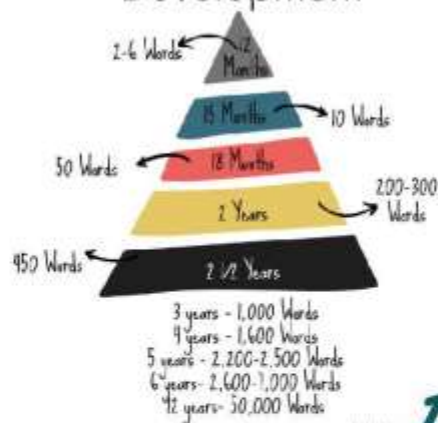 Development
2-6 Words
12
Months
15 Months
10 Words
50 Words
18 Months
200-300
Words
2 Years
450 Words
2 1/2 Years
3 years - 1,000 Words
4 years - 1,600 Words
5 years - 2,200-2,500 Words
6 years- 2,600-7,000 Words
12 years- 50,000 Words